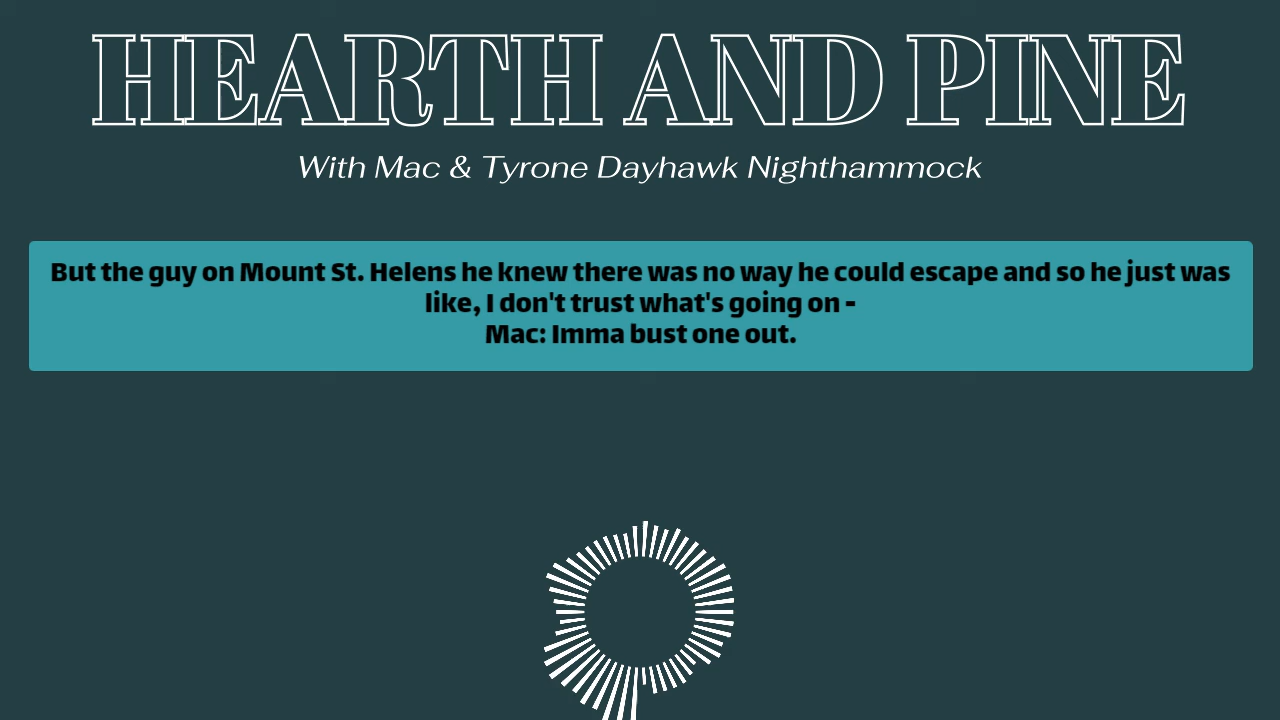 HEARTH AND PINE
With Mac & Tyrone Dayhawk Nighthammock
But the guy on Mount St. Helens he knew there was no way he could escape and so he just was
like, I don't trust what's going on -
Mac: Imma bust one out.